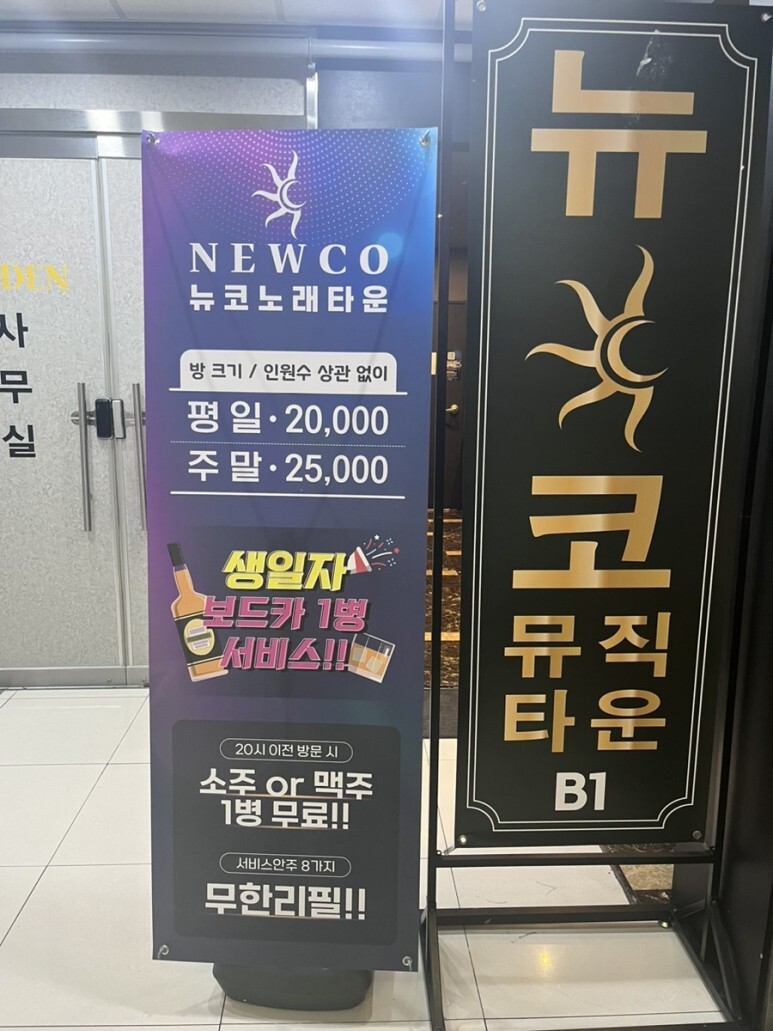 DEN
사
무
실
NEWCO
뉴코노래타운
방 크기 / 인원수 상관 없이
평일·20,000
주말·25,000
생일자
보드카 1병
서비스!!
20시 이전 방문 시
소주 or 맥주
1병 무료!!
서비스안주 8가지
무한리필!!
뉴
코
뮤직
타운
B1